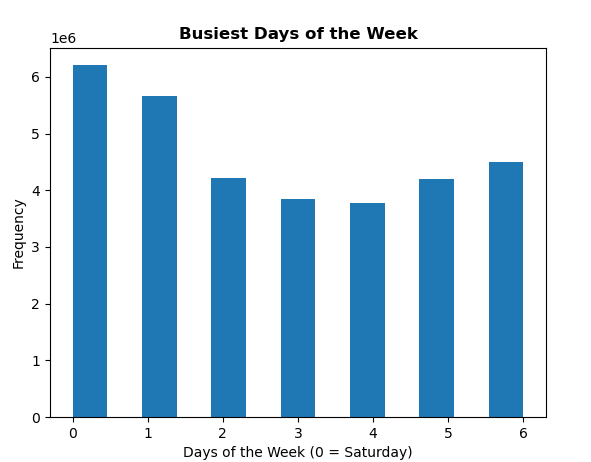 Busiest Days of the Week
1e6
6
5
4
3
2
1
0
Frequency
0 1 2 3 4 5 6
Days of the Week (0 = Saturday)